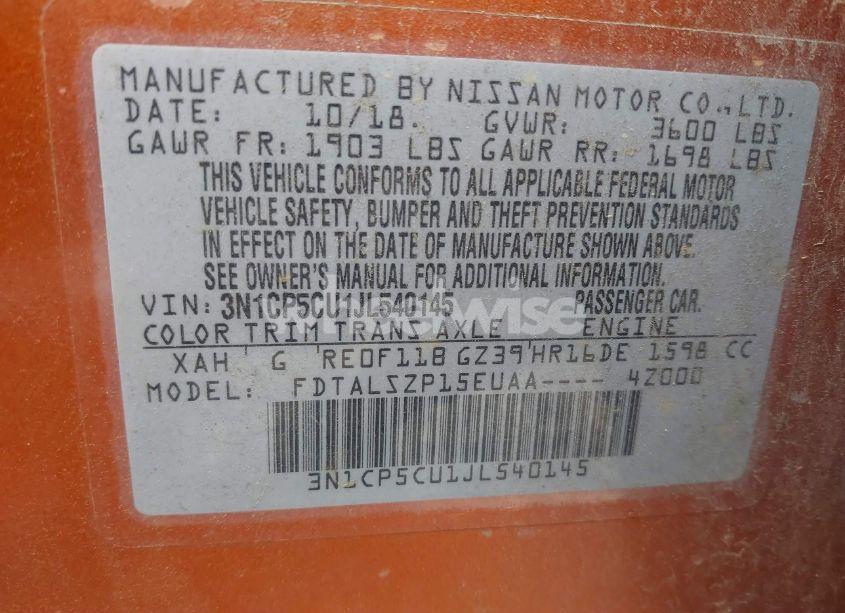 MANUFACTURED BY NISSAN MOTOR CO., LTD.
DATE: 10/18. GVWR: 3600 LBS
GAWR FR: 1903 LBS GAWR RR: 1698 LBS
THIS VEHICLE CONFORMS TO ALL APPLICABLE FEDERAL MOTOR
VEHICLE SAFETY, BUMPER AND THEFT PREVENTION STANDARDS
IN EFFECT ON THE DATE OF MANUFACTURE SHOWN ABOVE.
SEE OWNER'S MANUAL FOR ADDITIONAL INFORMATION.
VIN: 3N1CP5CU1JL540145 PASSENGER CAR.
COLOR TRIM TRANS AXLE ENGINE
XAH G RE0F11B GZ39 HR16DE 1598 CC
MODEL: FDTALSZP15EUAA---- 4Z000
3N1CP5CU1JL540145